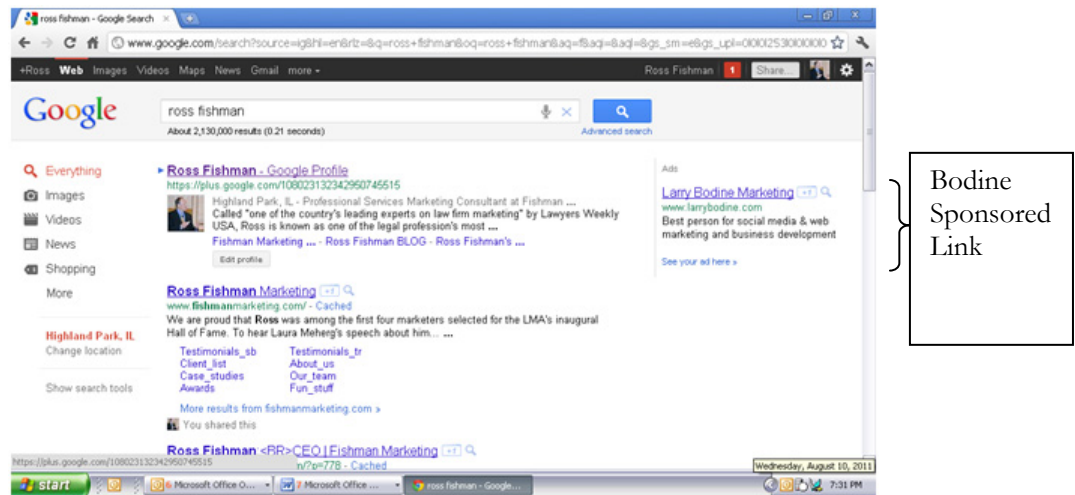 ross fishman - Google Search
www.google.com/search?source=ig&hl=en&rlz=&q=ross+fishman&oq=ross+fishman&aq=f&aqi=&aql=&gs_sm=e&gs_upl=
+Ross Web Images Videos Maps News Gmail more
Ross Fishman 1 Share...
Google
ross fishman
About 2,130,000 results (0.21 seconds)
Advanced search
Everything
Images
Videos
News
Shopping
More
Highland Park, IL
Change location
Show search tools
Ross Fishman - Google Profile
https://plus.google.com/108023132342950745515
Highland Park, IL - Professional Services Marketing Consultant at Fishman ...
Called "one of the country's leading experts on law firm marketing" by Lawyers Weekly
USA, Ross is known as one of the legal profession's most ...
Fishman Marketing ... - Ross Fishman BLOG - Ross Fishman's ...
Edit profile
Ross Fishman Marketing +1
www.fishmanmarketing.com/ - Cached
We are proud that Ross was among the first four marketers selected for the LMA's inaugural
Hall of Fame. To hear Laura Meherg's speech about him... ...
Testimonials_sb Testimonials_tr
Client_list About_us
Case_studies Our_team
Awards Fun_stuff
More results from fishmanmarketing.com »
You shared this
Ross Fishman <BR>CEO | Fishman Marketing +1
n/?p=778 - Cached
Ads
Larry Bodine Marketing +1
www.larrybodine.com
Best person for social media & web
marketing and business development
See your ad here »
Bodine
Sponsored
Link
https://plus.google.com/108023132342950745515
Wednesday, August 10, 2011
start
6 Microsoft Office O...
7 Microsoft Office ...
ross fishman - Google...
7:31 PM